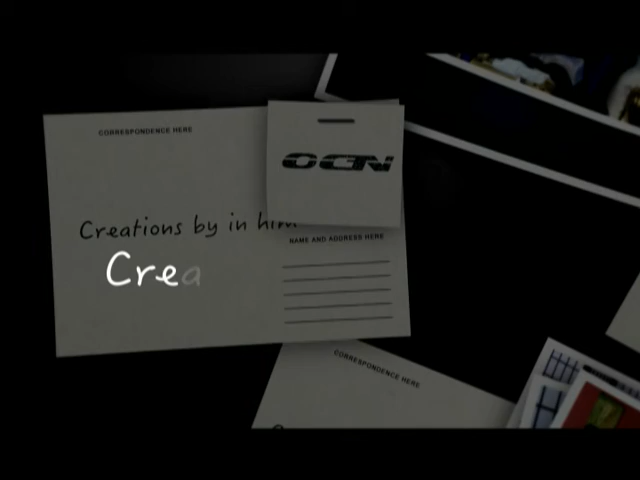 CORRESPONDENCE HERE
OGN
Creations by in him
Crea
NAME AND ADDRESS HERE
CORRESPONDENCE HERE